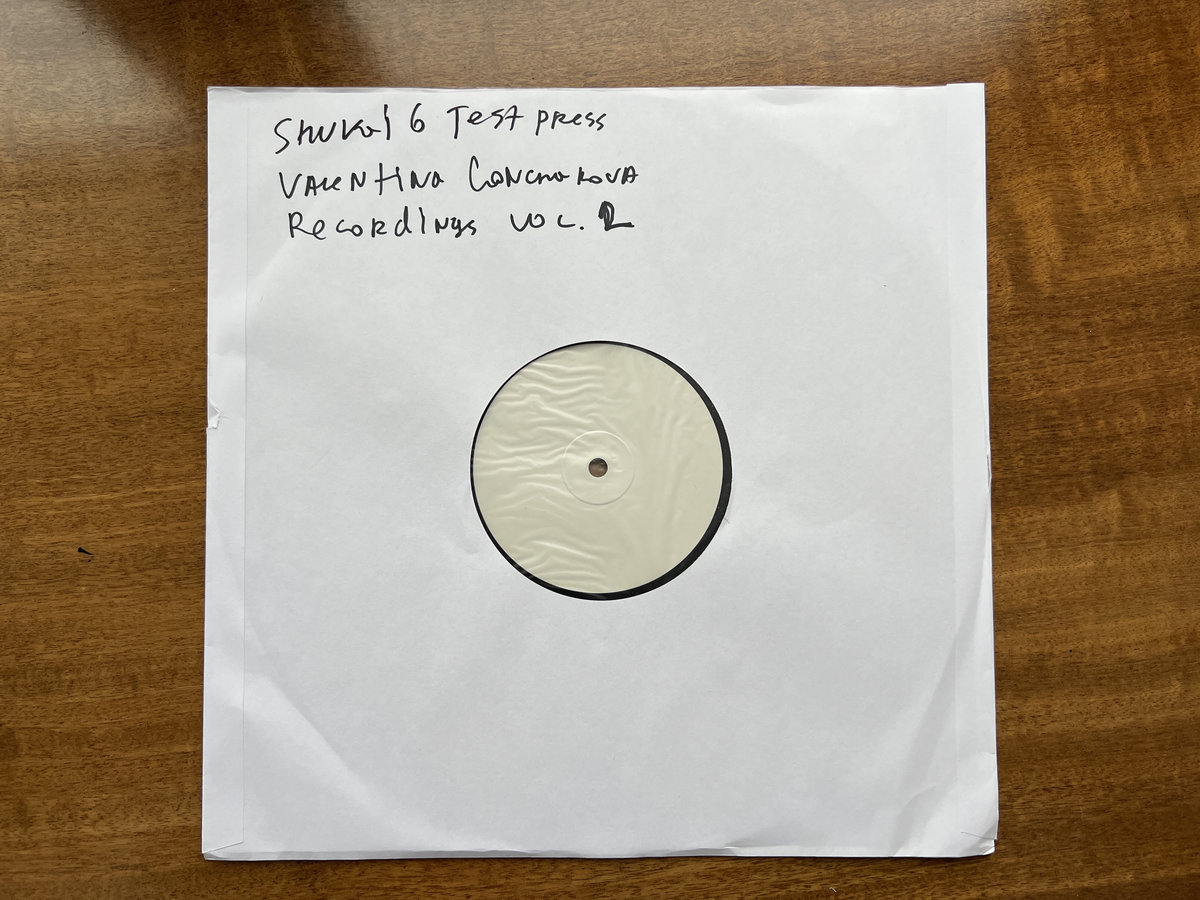 Shukai 6 Test press
VALENTINA GONCHAROVA
Recordings VOL. 2